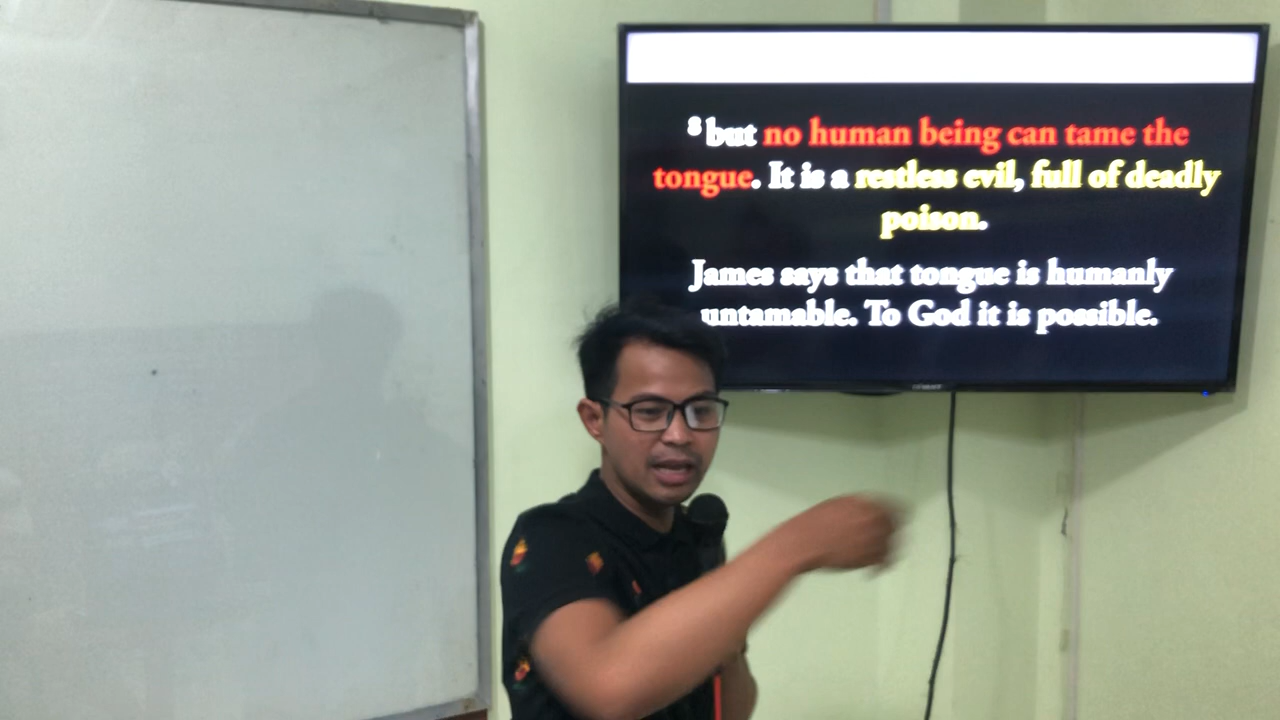 8 but no human being can tame the
tongue. It is a restless evil, full of deadly
poison.
James says that tongue is humanly
untamable. To God it is possible.